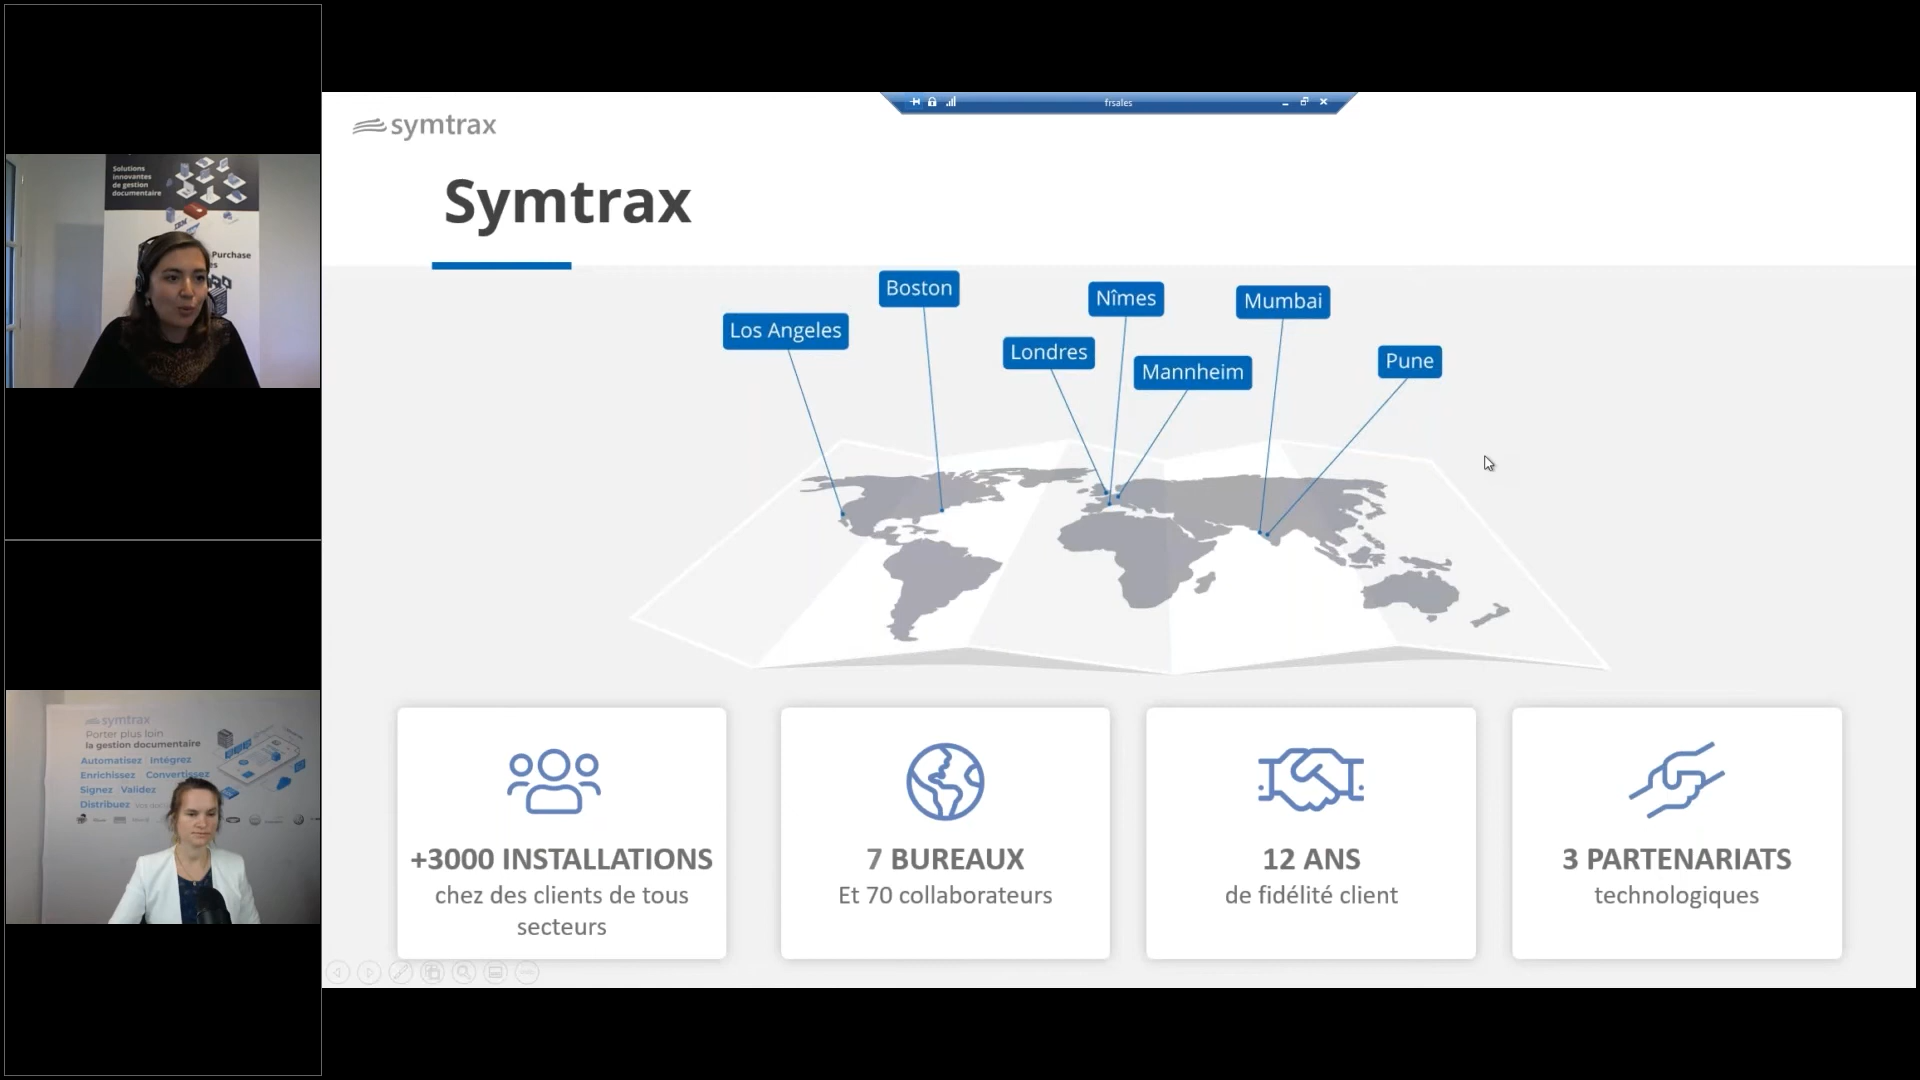 Solutions
innovantes
de gestion
documentaire
IBM
Purchase
es
symtrax
Porter plus loin
la gestion documentaire
Automatisez Intégrez
Enrichissez Convertissez
Signez Validez
Distribuez
frsales
symtrax
Symtrax
Boston
Nîmes
Mumbai
Los Angeles
Londres
Mannheim
Pune
+3000 INSTALLATIONS
chez des clients de tous
secteurs
7 BUREAUX
Et 70 collaborateurs
12 ANS
de fidélité client
3 PARTENARIATS
technologiques